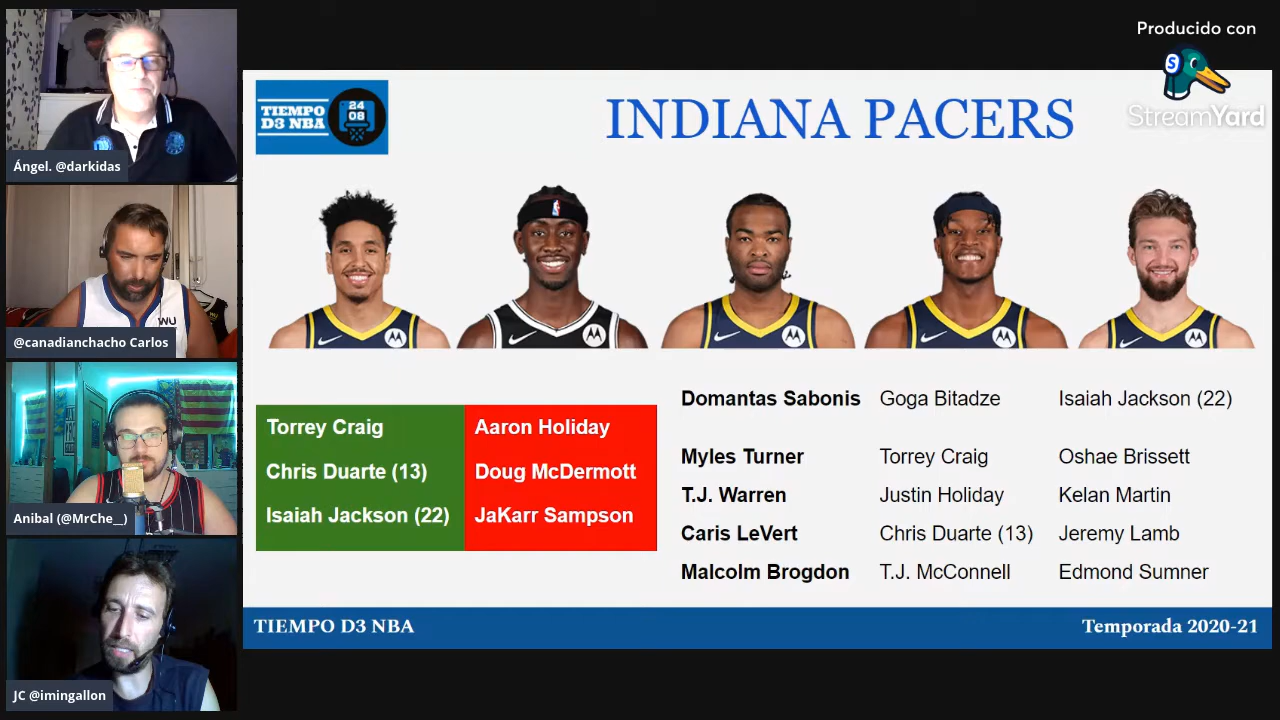 Producido con
StreamYard
TIEMPO
D3 NBA
24
08
INDIANA PACERS
Ángel. @darkidas
@canadianchacho Carlos
Anibal (@MrChe__)
JC @imingallon
WU
Torrey Craig
Aaron Holiday
Chris Duarte (13)
Doug McDermott
Isaiah Jackson (22)
JaKarr Sampson
Domantas Sabonis Goga Bitadze Isaiah Jackson (22)
Myles Turner Torrey Craig Oshae Brissett
T.J. Warren Justin Holiday Kelan Martin
Caris LeVert Chris Duarte (13) Jeremy Lamb
Malcolm Brogdon T.J. McConnell Edmond Sumner
TIEMPO D3 NBA
Temporada 2020-21